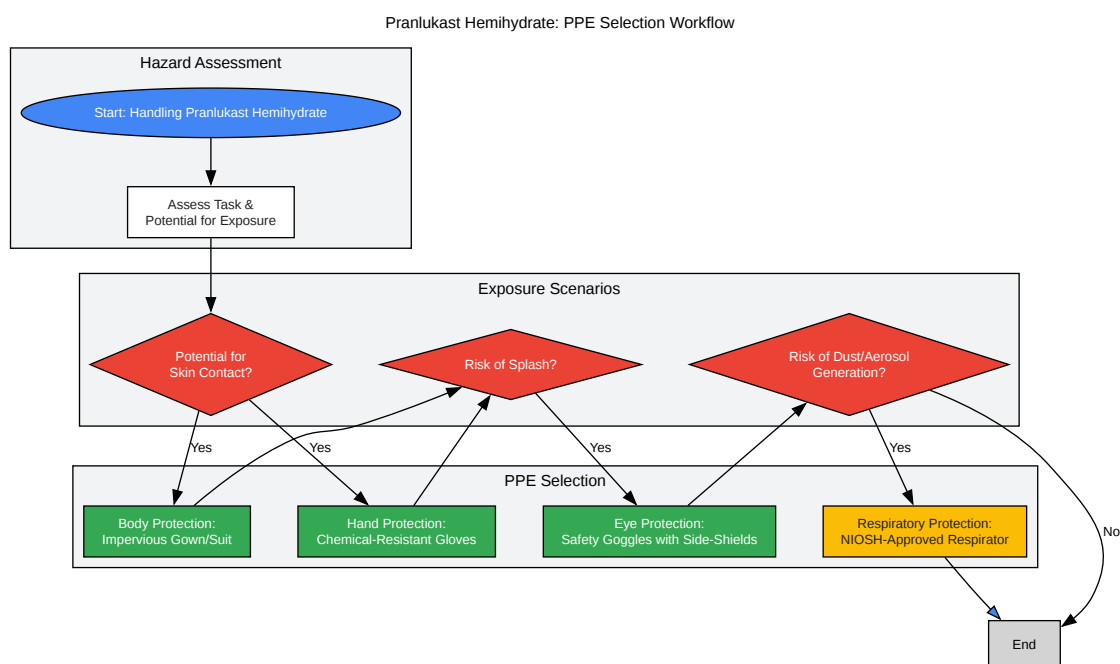 Pranlukast Hemihydrate: PPE Selection Workflow
Hazard Assessment
Start: Handling Pranlukast Hemihydrate
Assess Task &
Potential for Exposure
Exposure Scenarios
Potential for
Skin Contact?
Risk of Splash?
Risk of Dust/Aerosol
Generation?
Yes
Yes
Yes
Yes
PPE Selection
Body Protection:
Impervious Gown/Suit
Hand Protection:
Chemical-Resistant Gloves
Eye Protection:
Safety Goggles with Side-Shields
Respiratory Protection:
NIOSH-Approved Respirator
No
End